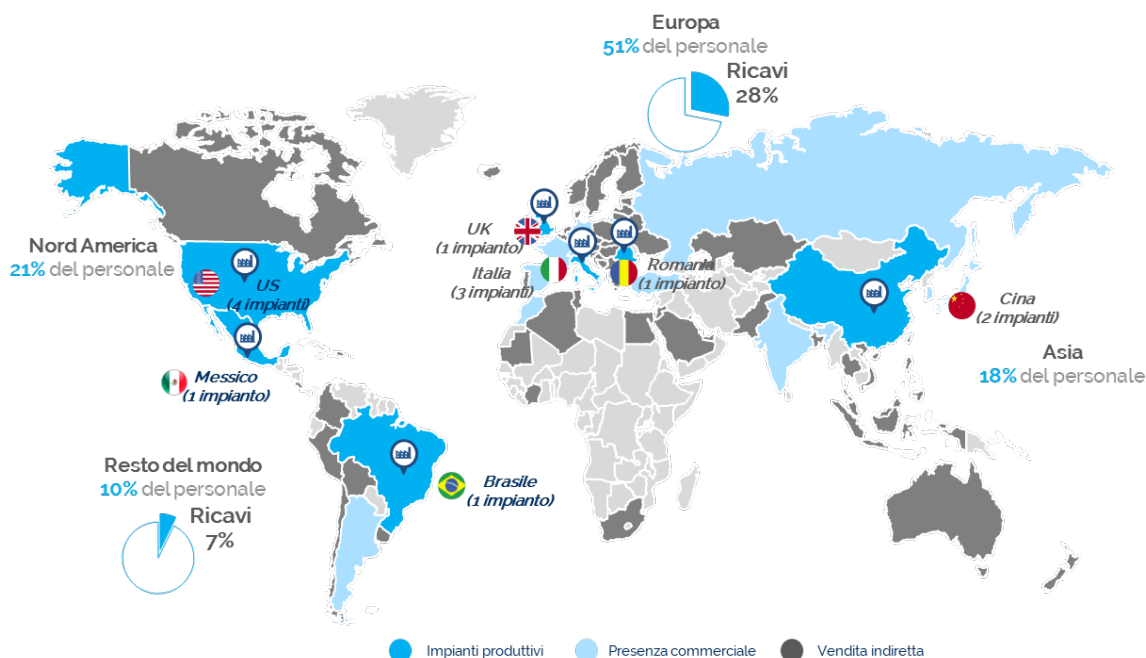 Europa
51% del personale
Ricavi
28%
UK
(1 impianto)
Nord America
21% del personale
US
(4 impianti)
Italia
(3 impianti)
Romania
(1 impianto)
Cina
(2 impianti)
Asia
18% del personale
Messico
(1 impianto)
Resto del mondo
10% del personale
Ricavi
7%
Brasile
(1 impianto)
Impianti produttivi
Presenza commerciale
Vendita indiretta